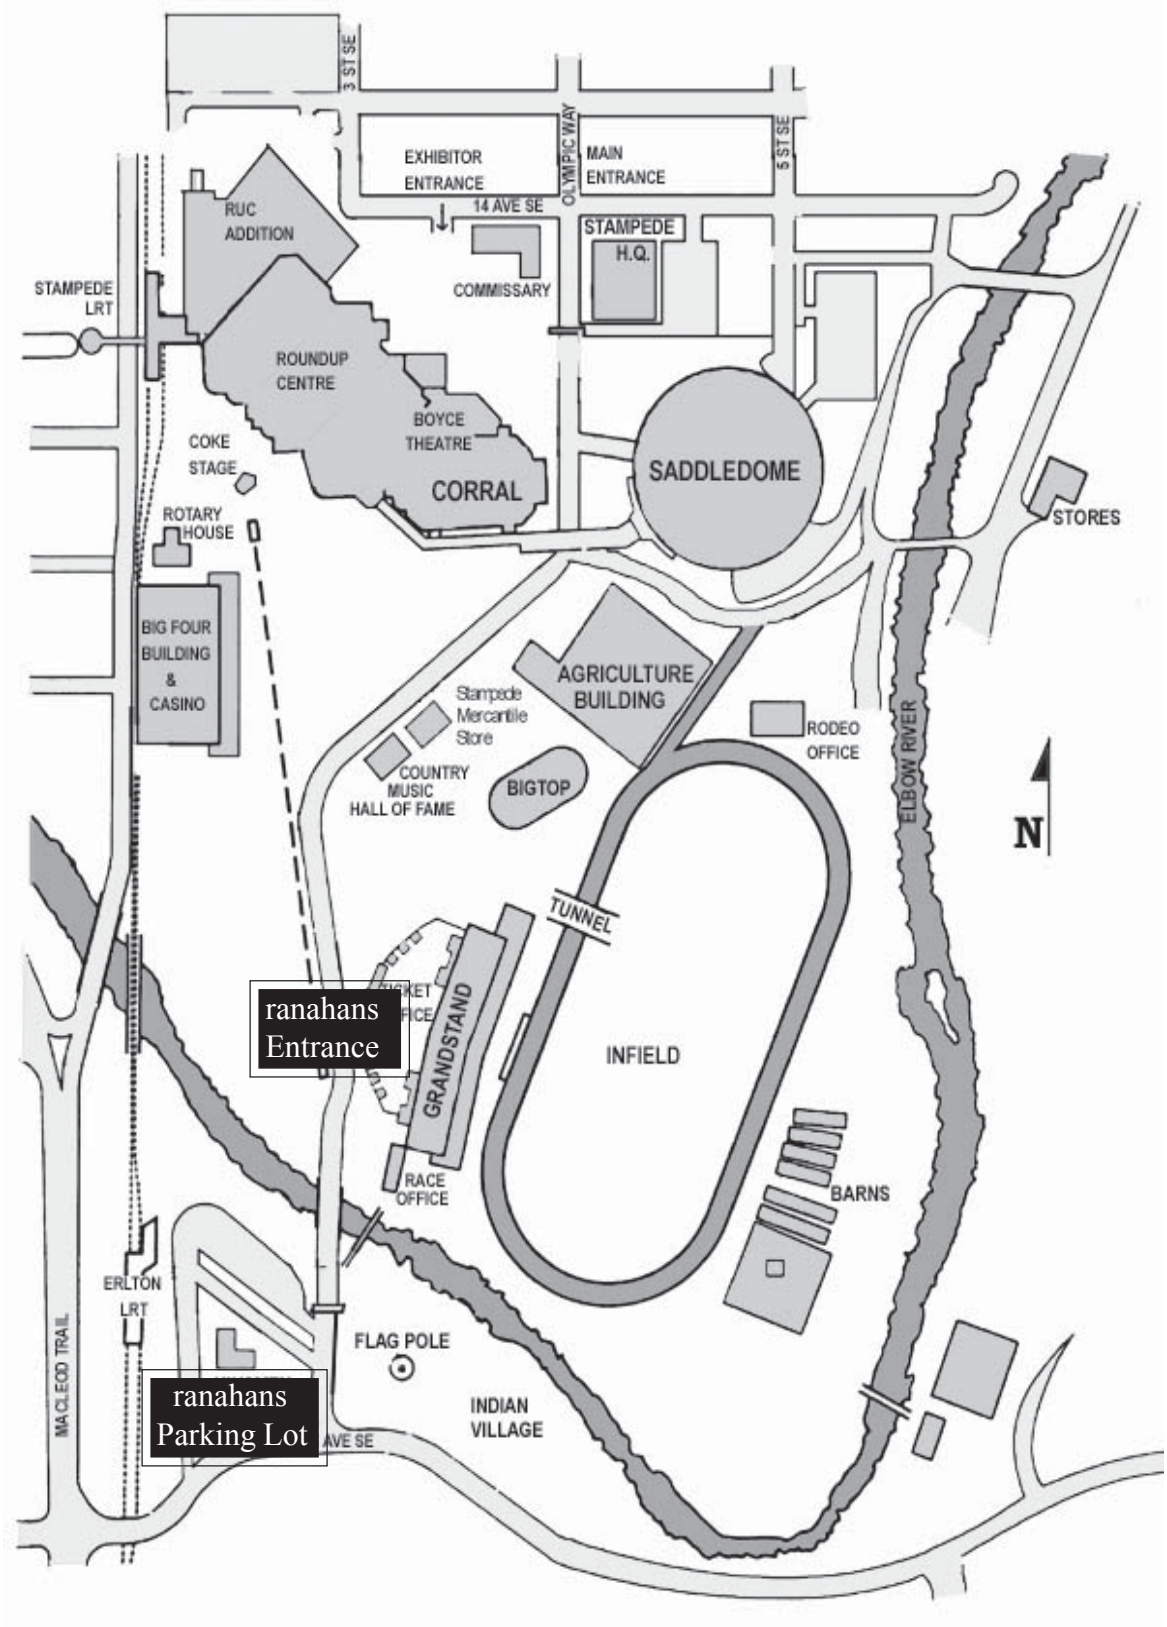 3 ST SE
OLYMPIC WAY
5 ST SE
EXHIBITOR
ENTRANCE
MAIN
ENTRANCE
14 AVE SE
RUC
ADDITION
STAMPEDE
H.Q.
COMMISSARY
STAMPEDE
LRT
ROUNDUP
CENTRE
BOYCE
THEATRE
CORRAL
SADDLEDOME
COKE
STAGE
ROTARY
HOUSE
STORES
BIG FOUR
BUILDING
&
CASINO
AGRICULTURE
BUILDING
Stampede
Mercantile
Store
RODEO
OFFICE
ELBOW RIVER
COUNTRY
MUSIC
HALL OF FAME
BIGTOP
N
TUNNEL
TICKET
FICE
ranahans
Entrance
GRANDSTAND
INFIELD
RACE
OFFICE
BARNS
ERLTON
LRT
MACLEOD TRAIL
FLAG POLE
INDIAN
VILLAGE
ranahans
Parking Lot
AVE SE